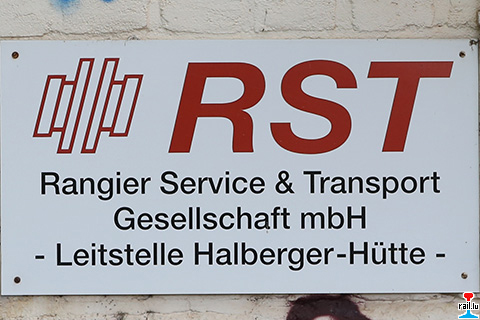 RST
Rangier Service & Transport
Gesellschaft mbH
- Leitstelle Halberger-Hütte -
rail.lu